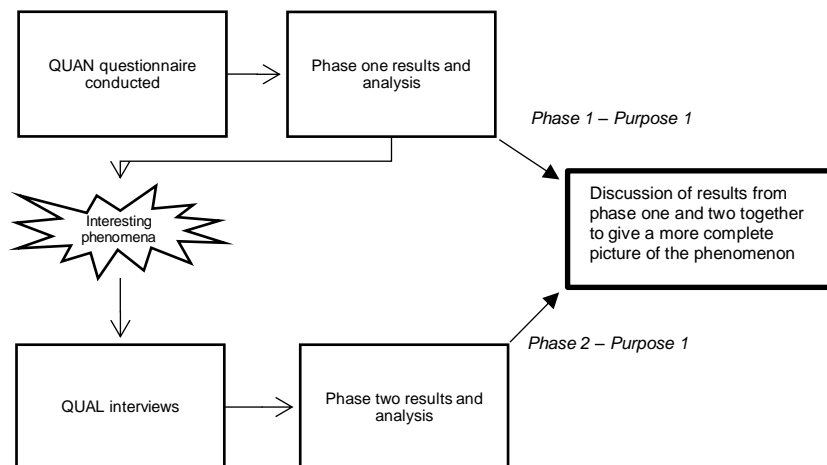 QUAN questionnaire
conducted
Phase one results and
analysis
Phase 1 – Purpose 1
Interesting
phenomena
Discussion of results from
phase one and two together
to give a more complete
picture of the phenomenon
Phase 2 – Purpose 1
QUAL interviews
Phase two results and
analysis